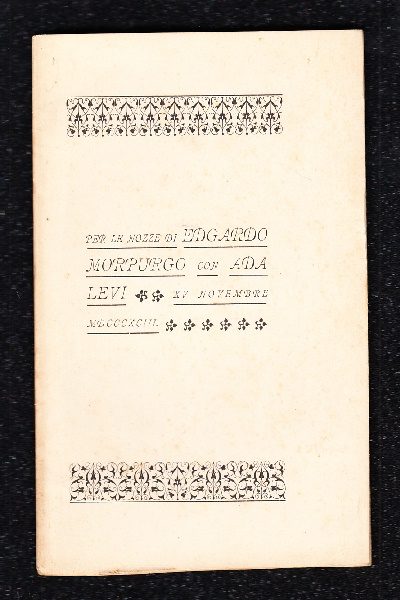 PER LE NOZZE DI EDGARDO
MORPURGO CON ADA
LEVI XV NOVEMBRE
MDCCCXCIII.